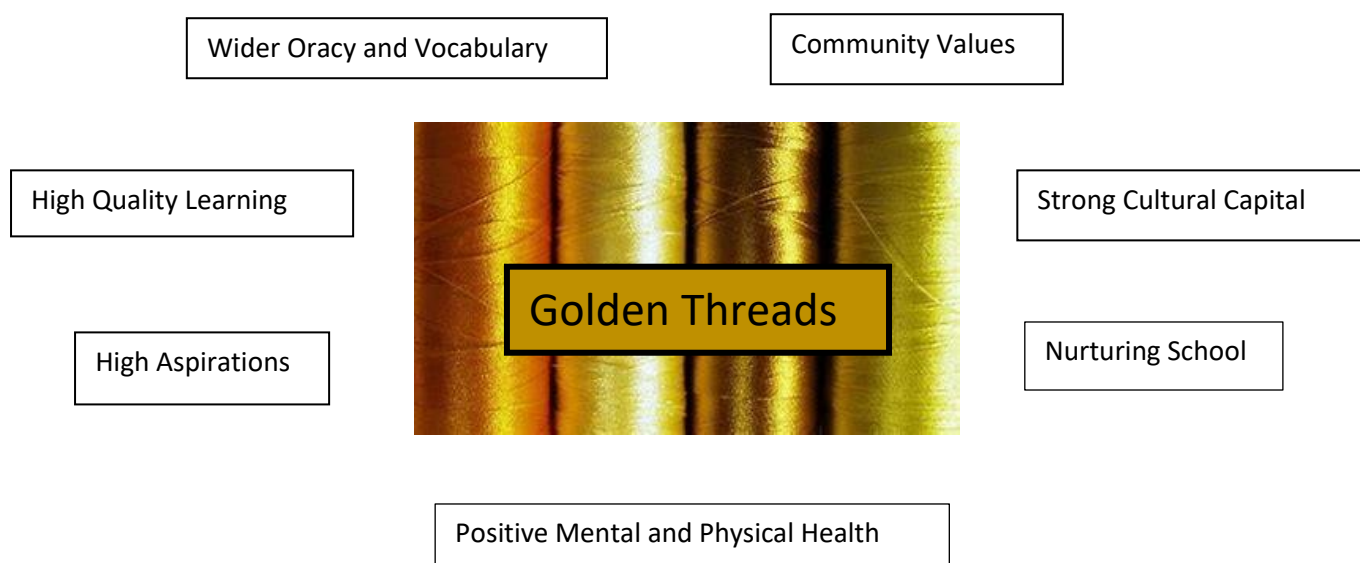 Wider Oracy and Vocabulary
Community Values
High Quality Learning
Strong Cultural Capital
Golden Threads
High Aspirations
Nurturing School
Positive Mental and Physical Health